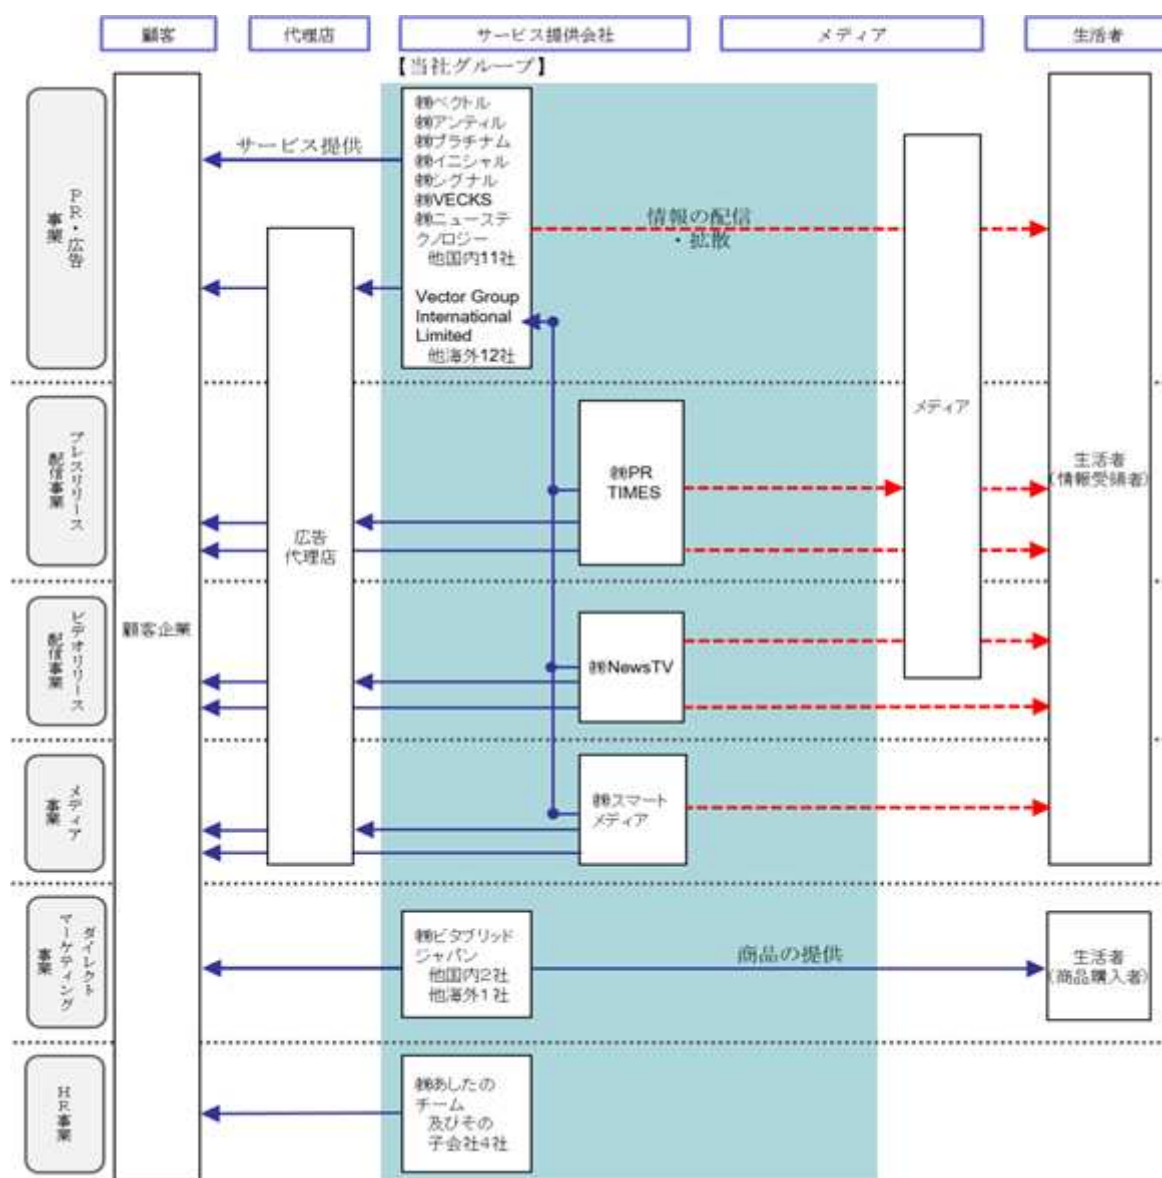 顧客
代理店
サービス提供会社
メディア
生活者
【当社グループ】
PR・広告
事業
㈱ベクトル
㈱アンティル
㈱プラチナム
㈱イニシャル
㈱シグナル
㈱VECKS
㈱ニューステ
クノロジー
他国内11社
Vector Group
International
Limited
他海外12社
サービス提供
情報の配信
・拡散
プレスリリース
配信事業
㈱PR
TIMES
メディア
生活者
(情報受領者)
広告
代理店
ビデオリリース
配信事業
顧客企業
㈱NewsTV
メディア
事業
㈱スマート
メディア
ダイレクト
マーケティング
事業
㈱ビタブリッド
ジャパン
他国内2社
他海外1社
商品の提供
生活者
(商品購入者)
HR事業
㈱あしたの
チーム
及びその
子会社4社